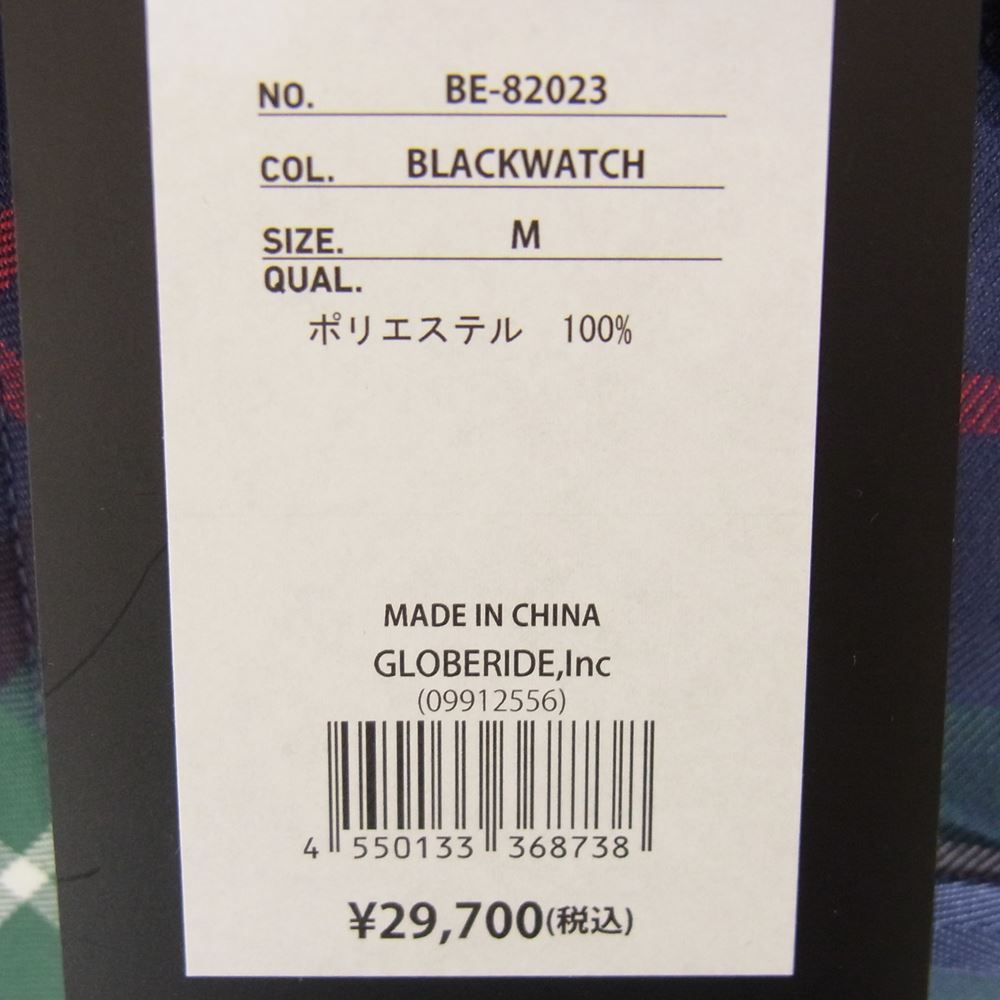 NO. BE-82023
COL. BLACKWATCH
SIZE. M
QUAL.
ポリエステル 100%
MADE IN CHINA
GLOBERIDE,Inc
(09912556)
4 550133 368738
¥29,700(税込)